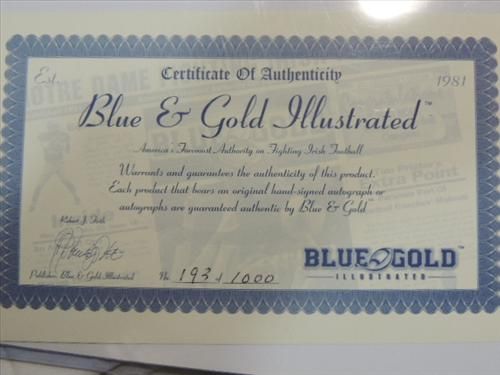 Certificate Of Authenticity
Est. 1981
Blue & Gold Illustrated™
America's Foremost Authority on Fighting Irish Football
Warrants and guarantees the authenticity of this product.
Each product that bears an original hand-signed autograph or
autographs are guaranteed authentic by Blue & Gold™
Publisher, Blue & Gold Illustrated
No 193 of 1000
BLUE GOLD™
ILLUSTRATED